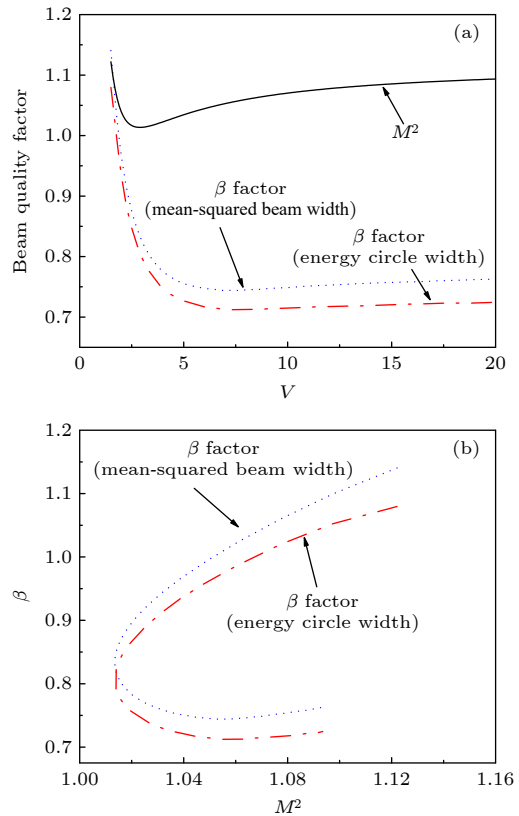 (a)
1.2
1.1
1.0
0.9
0.8
0.7
Beam quality factor
M²
β factor
(mean-squared beam width)
β factor
(energy circle width)
0
5
10
15
20
V
(b)
1.2
1.1
1.0
0.9
0.8
0.7
β
β factor
(mean-squared beam width)
β factor
(energy circle width)
1.00
1.04
1.08
1.12
1.16
M²